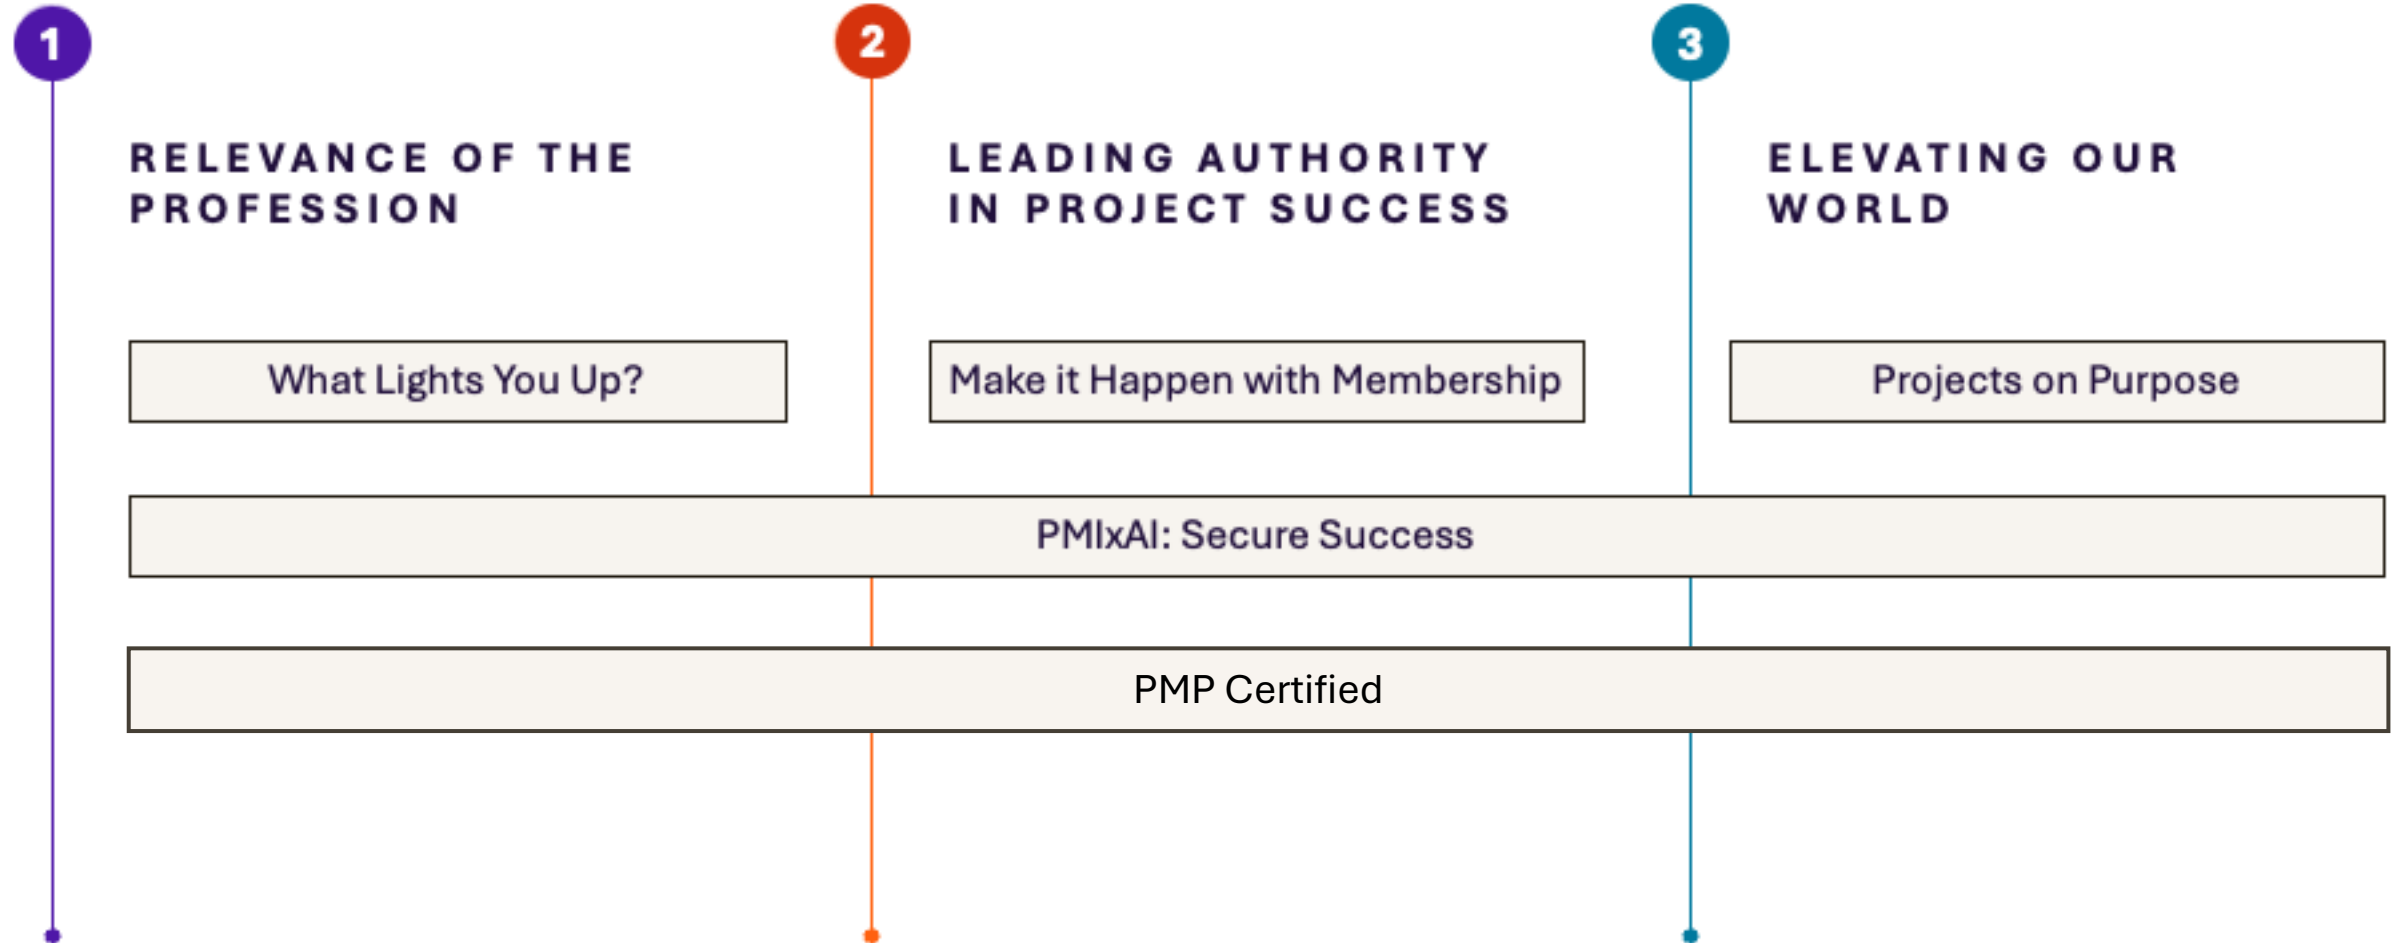 1
2
3
RELEVANCE OF THE
PROFESSION
LEADING AUTHORITY
IN PROJECT SUCCESS
ELEVATING OUR
WORLD
What Lights You Up?
Make it Happen with Membership
Projects on Purpose
PMIxAI: Secure Success
PMP Certified